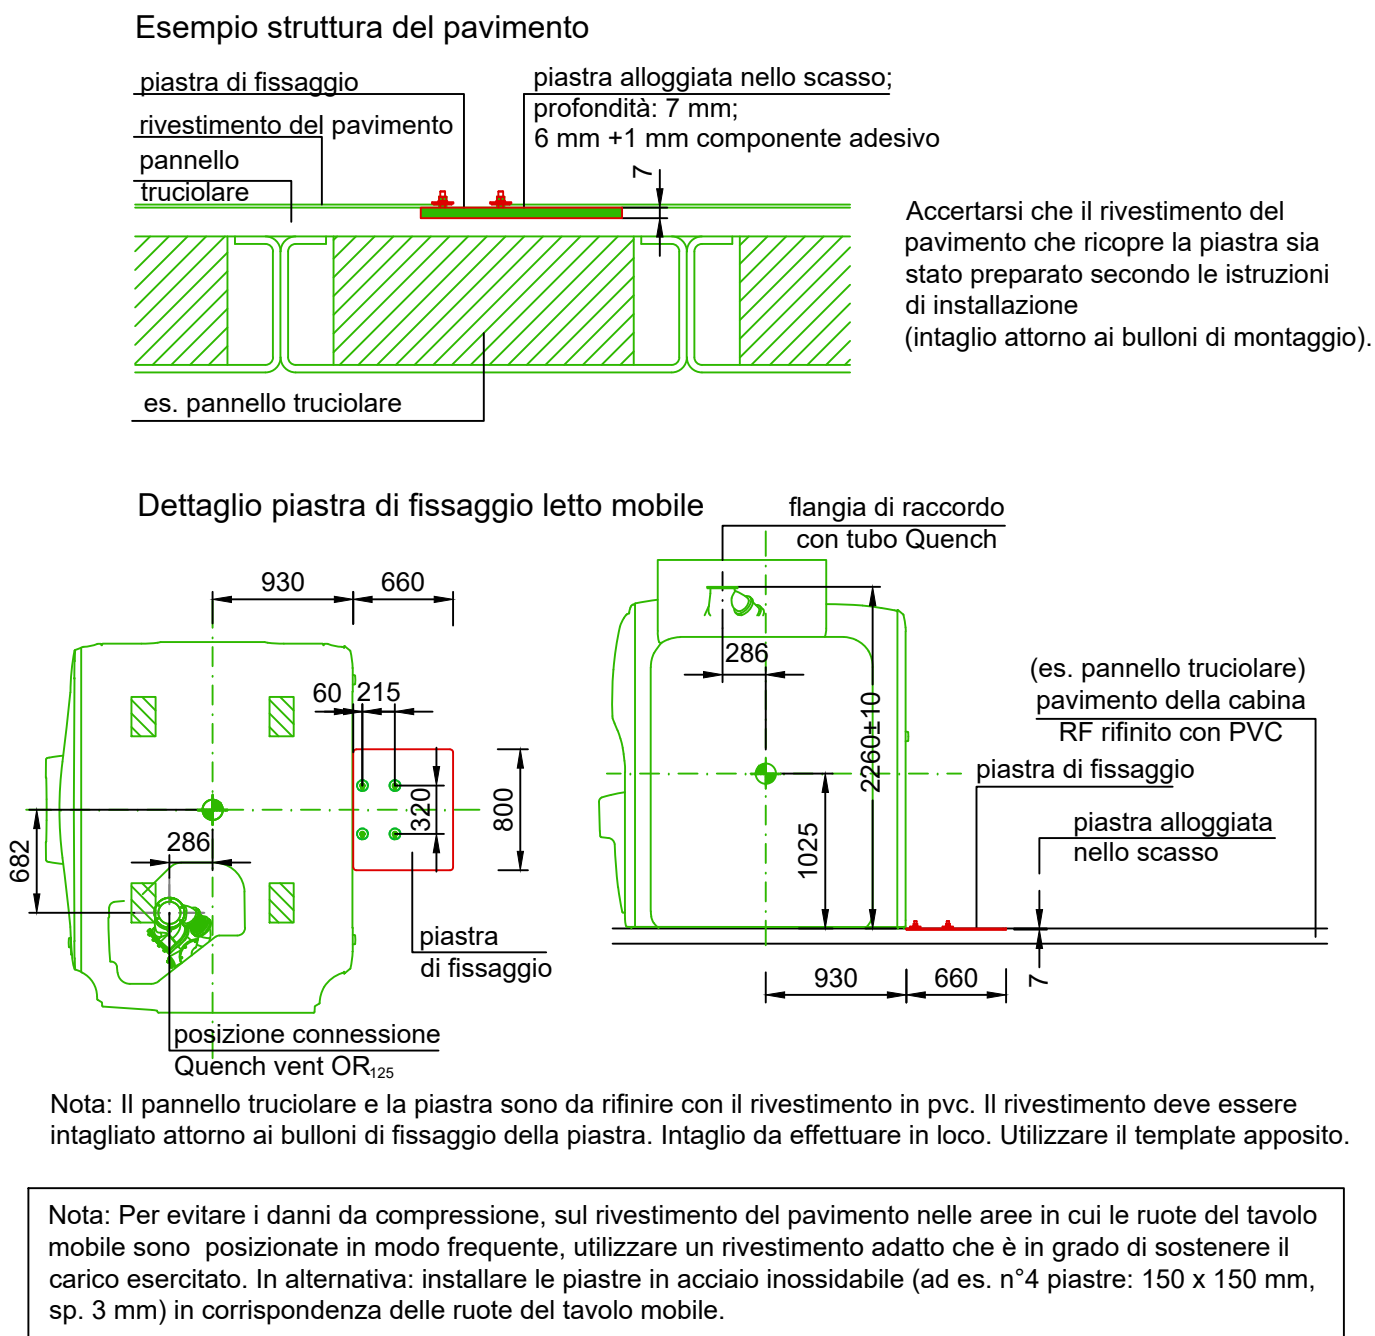 Esempio struttura del pavimento
piastra di fissaggio
rivestimento del pavimento
pannello
truciolare
piastra alloggiata nello scasso;
profondità: 7 mm;
6 mm +1 mm componente adesivo
7
Accertarsi che il rivestimento del
pavimento che ricopre la piastra sia
stato preparato secondo le istruzioni
di installazione
(intaglio attorno ai bulloni di montaggio).
es. pannello truciolare
Dettaglio piastra di fissaggio letto mobile
930
660
60
215
320
800
682
286
piastra
di fissaggio
posizione connessione
Quench vent OR125
flangia di raccordo
con tubo Quench
286
2260±10
1025
930
660
7
(es. pannello truciolare)
pavimento della cabina
RF rifinito con PVC
piastra di fissaggio
piastra alloggiata
nello scasso
Nota: Il pannello truciolare e la piastra sono da rifinire con il rivestimento in pvc. Il rivestimento deve essere
intagliato attorno ai bulloni di fissaggio della piastra. Intaglio da effettuare in loco. Utilizzare il template apposito.
Nota: Per evitare i danni da compressione, sul rivestimento del pavimento nelle aree in cui le ruote del tavolo
mobile sono posizionate in modo frequente, utilizzare un rivestimento adatto che è in grado di sostenere il
carico esercitato. In alternativa: installare le piastre in acciaio inossidabile (ad es. n°4 piastre: 150 x 150 mm,
sp. 3 mm) in corrispondenza delle ruote del tavolo mobile.